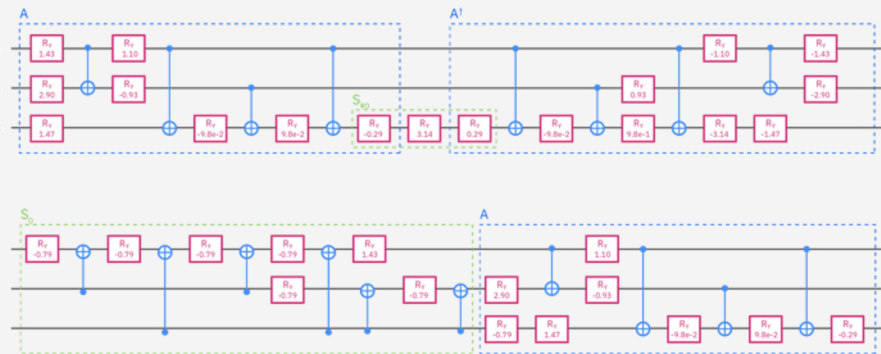 A A†
R_Y R_Y R_Y R_Y
1.43 1.10 -1.10 -1.43
R_Y R_Y R_Y R_Y
2.90 -0.93 0.93 -2.90
S_ψ0
R_Y R_Y R_Y R_Y R_Y R_Y R_Y R_Y R_Y R_Y
1.47 -9.8e-2 9.8e-2 -0.29 3.14 0.29 -9.8e-2 9.8e-1 -3.14 -1.47
S_0 A
R_Y R_Y R_Y R_Y R_Y R_Y
-0.79 -0.79 -0.79 -0.79 1.43 1.10
R_Y R_Y R_Y R_Y
-0.79 -0.79 2.90 -0.93
R_Y R_Y R_Y R_Y R_Y
-0.79 1.47 -9.8e-2 9.8e-2 -0.29